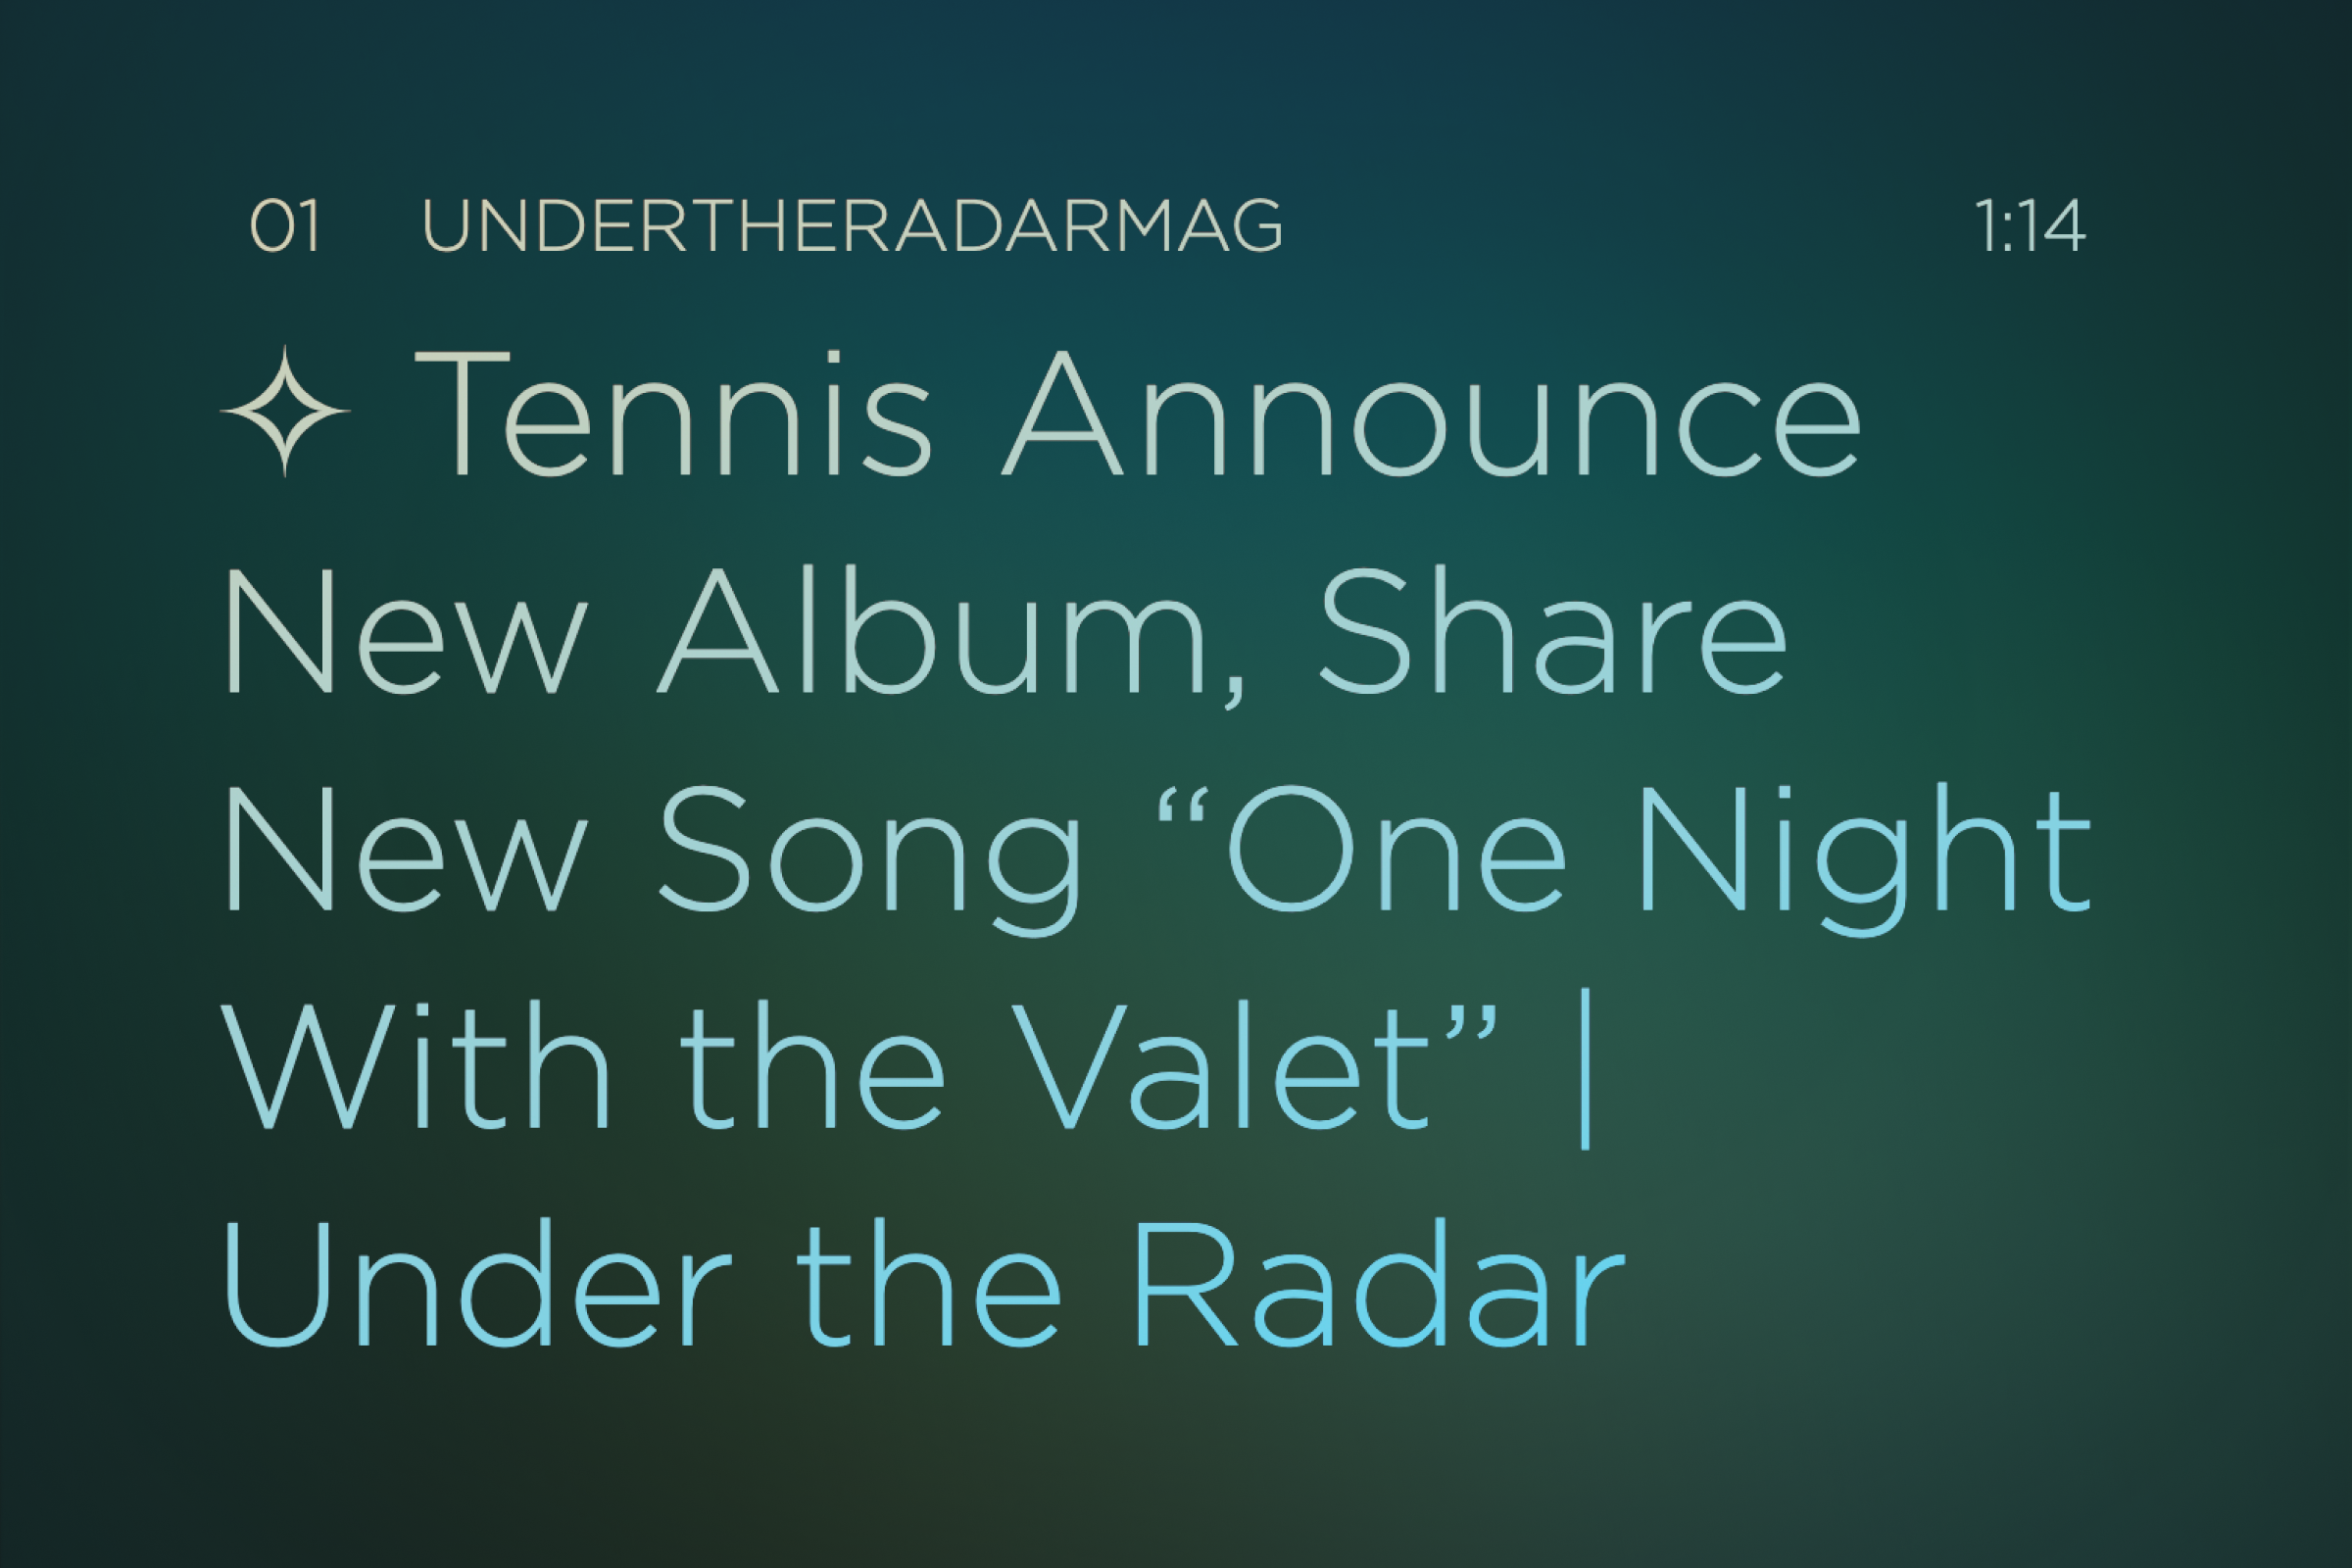 01 UNDERTHERADARMAG 1:14
Tennis Announce
New Album, Share
New Song “One Night
With the Valet” |
Under the Radar